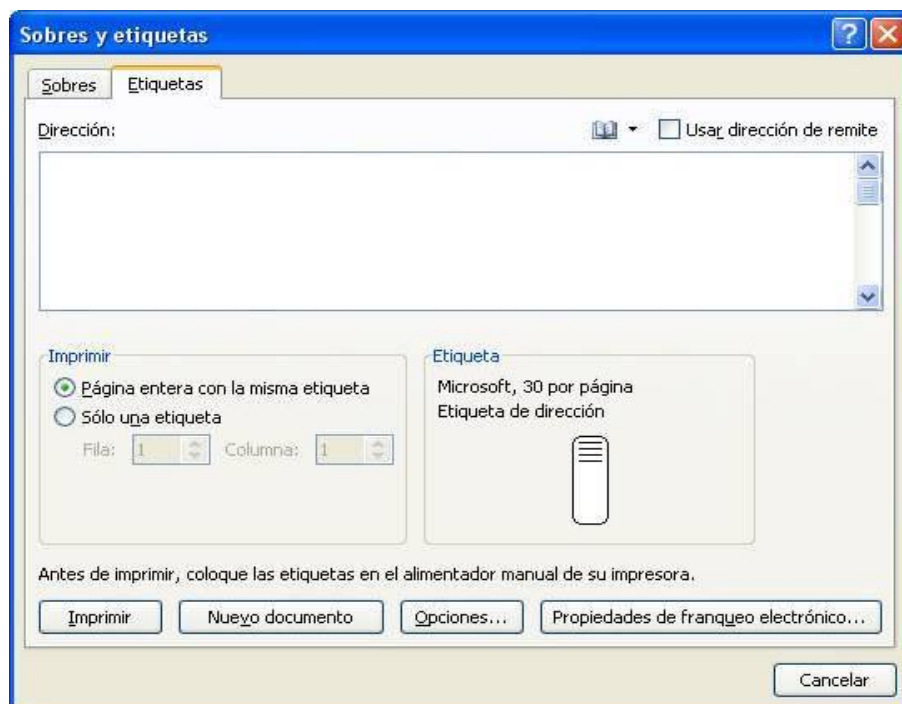 Sobres y etiquetas
Sobres Etiquetas
Dirección: Usar dirección de remite
Imprimir
Página entera con la misma etiqueta
Sólo una etiqueta
Fila: 1 Columna: 1
Etiqueta
Microsoft, 30 por página
Etiqueta de dirección
Antes de imprimir, coloque las etiquetas en el alimentador manual de su impresora.
Imprimir Nuevo documento Opciones... Propiedades de franqueo electrónico...
Cancelar